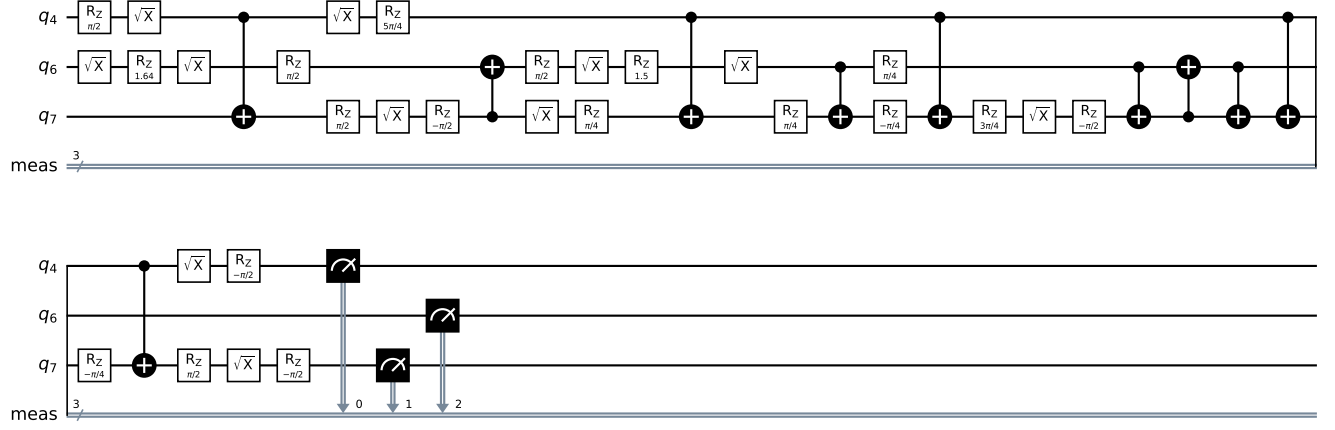 q4 RZ π/2 √X √X RZ 5π/4
q6 √X RZ 1.64 √X RZ π/2 RZ π/2 √X RZ 1.5 √X RZ π/4
q7 RZ π/2 √X RZ −π/2 √X RZ π/4 RZ π/4 RZ −π/4 RZ 3π/4 √X RZ −π/2
meas 3
q4 √X RZ −π/2
q6
q7 RZ −π/4 RZ π/2 √X RZ −π/2
meas 3 0 1 2